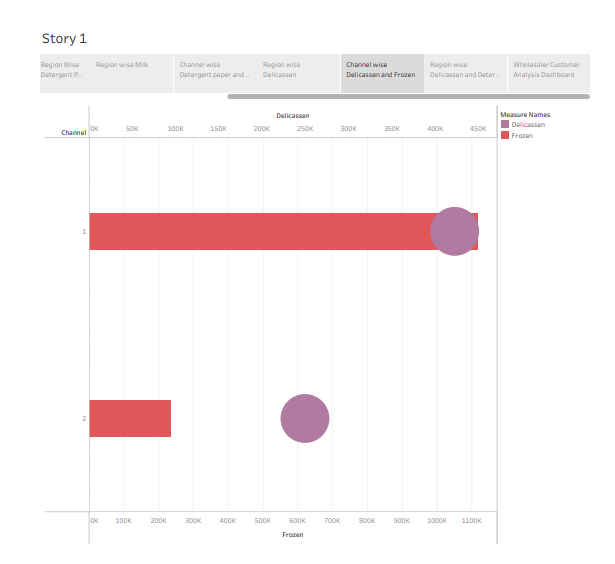 Story 1
Region Wise
Detergent P..
Region wise Milk
Channel wise
Detergent paper and ..
Region wise
Delicassen
Channel wise
Delicassen and Frozen
Region wise
Delicassen and Deter..
Wholesaler Customer
Analysis Dashboard
Delicassen
Channel
0K 50K 100K 150K 200K 250K 300K 350K 400K 450K
Measure Names
Delicassen
Frozen
1
2
0K 100K 200K 300K 400K 500K 600K 700K 800K 900K 1000K 1100K
Frozen